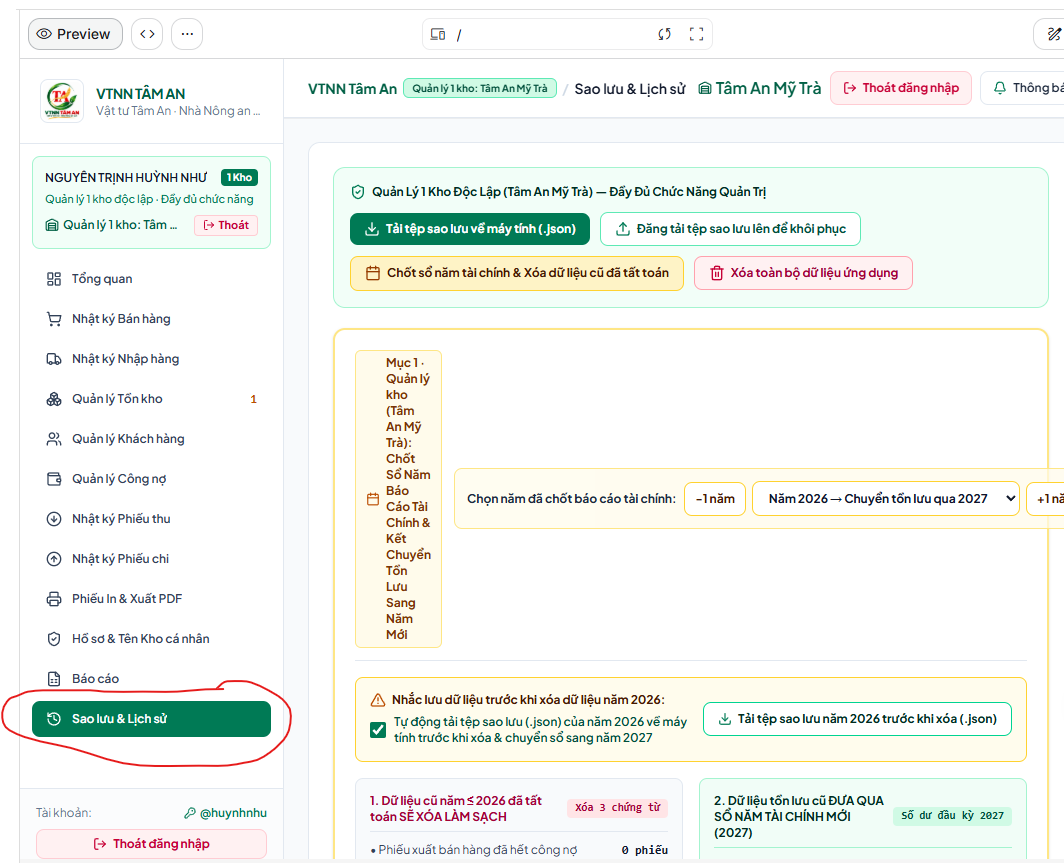 Preview
/
VTNN TÂM AN
Vật tư Tâm An · Nhà Nông an ...
VTNN Tâm An
Quản lý 1 kho: Tâm An Mỹ Trà
/ Sao lưu & Lịch sử
Tâm An Mỹ Trà
Thoát đăng nhập
Thông bá
NGUYỄN TRỊNH HUỲNH NHƯ
1 Kho
Quản lý 1 kho độc lập · Đầy đủ chức năng
Quản lý 1 kho: Tâm ...
Thoát
Tổng quan
Nhật ký Bán hàng
Nhật ký Nhập hàng
Quản lý Tồn kho
1
Quản lý Khách hàng
Quản lý Công nợ
Nhật ký Phiếu thu
Nhật ký Phiếu chi
Phiếu In & Xuất PDF
Hồ sơ & Tên Kho cá nhân
Báo cáo
Sao lưu & Lịch sử
Tài khoản:
@huynhnhu
Thoát đăng nhập
Quản Lý 1 Kho Độc Lập (Tâm An Mỹ Trà) — Đầy Đủ Chức Năng Quản Trị
Tải tệp sao lưu về máy tính (.json)
Đăng tải tệp sao lưu lên để khôi phục
Chốt sổ năm tài chính & Xóa dữ liệu cũ đã tất toán
Xóa toàn bộ dữ liệu ứng dụng
Mục 1 ·
Quản lý
kho
(Tâm
An Mỹ
Trà):
Chốt
Sổ Năm
Báo
Cáo Tài
Chính &
Kết
Chuyển
Tồn
Lưu
Sang
Năm
Mới
Chọn năm đã chốt báo cáo tài chính:
-1 năm
Năm 2026 → Chuyển tồn lưu qua 2027
+1 nă
Nhắc lưu dữ liệu trước khi xóa dữ liệu năm 2026:
Tự động tải tệp sao lưu (.json) của năm 2026 về máy
tính trước khi xóa & chuyển sổ sang năm 2027
Tải tệp sao lưu năm 2026 trước khi xóa (.json)
1. Dữ liệu cũ năm ≤ 2026 đã tất
toán SẼ XÓA LÀM SẠCH
Xóa 3 chứng từ
• Phiếu xuất bán hàng đã hết công nợ
0 phiếu
2. Dữ liệu tồn lưu cũ ĐƯA QUA
SỔ NĂM TÀI CHÍNH MỚI
(2027)
Số dư đầu kỳ 2027